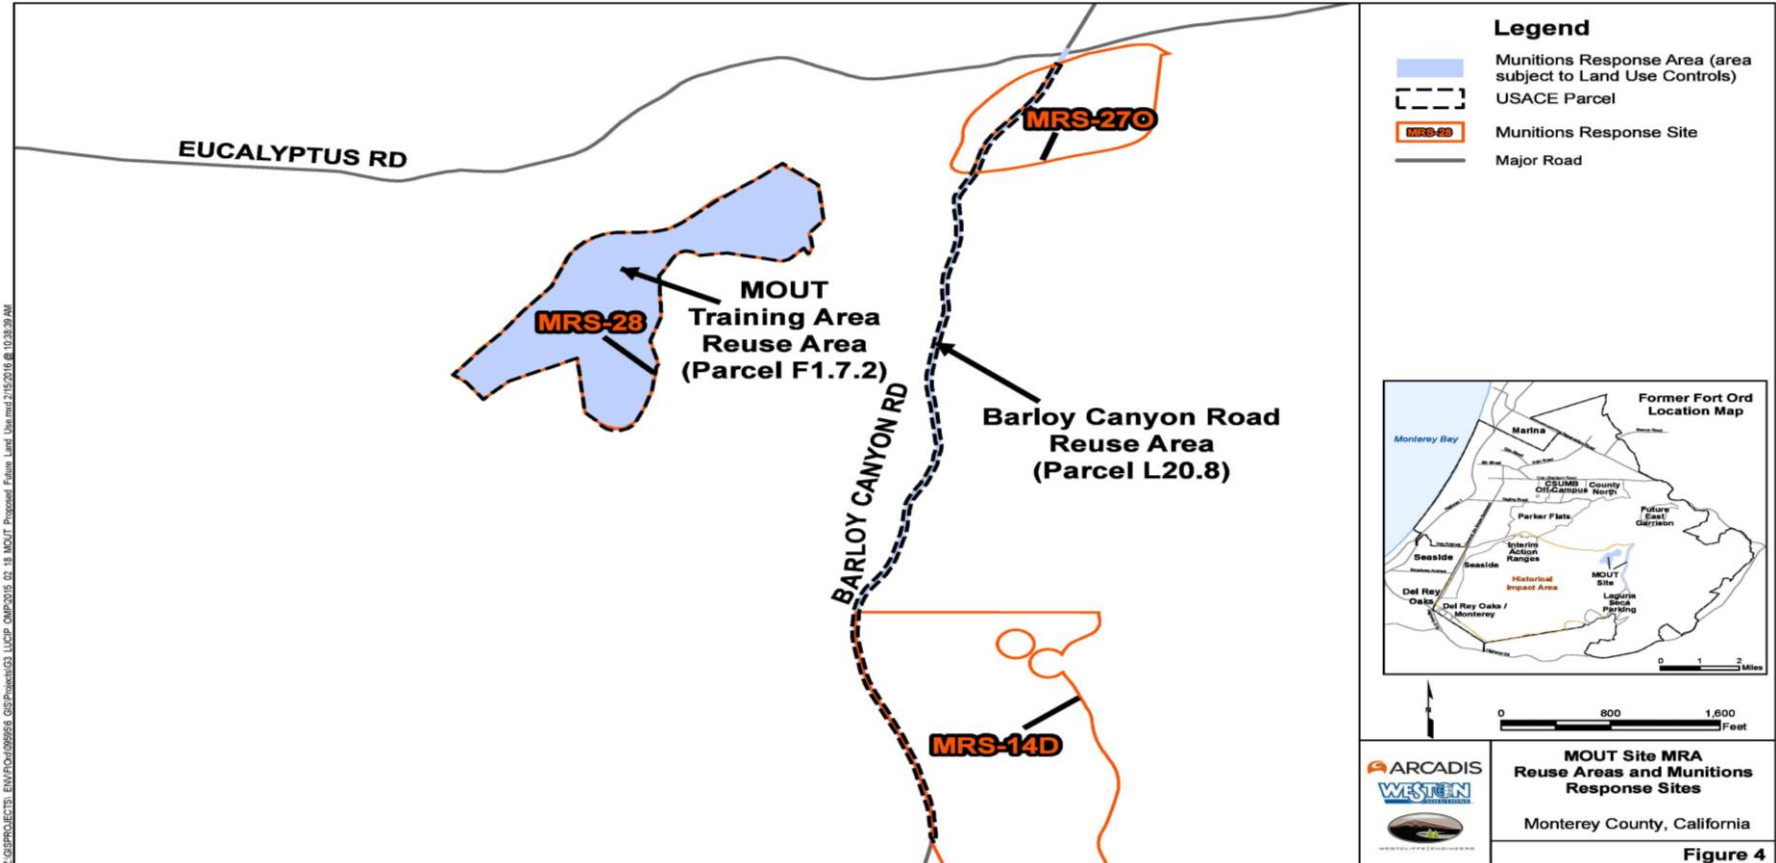 EUCALYPTUS RD
MRS-27O
MOUT
Training Area
Reuse Area
(Parcel F1.7.2)
MRS-28
BARLOY CANYON RD
Barloy Canyon Road
Reuse Area
(Parcel L20.8)
MRS-14D
Legend
Munitions Response Area (area
subject to Land Use Controls)
USACE Parcel
MRS-28
Munitions Response Site
Major Road
Former Fort Ord
Location Map
Monterey Bay
Marina
CSUMB
Off-Campus
County
North
Parker Flats
Future
East
Garrison
Interim
Action
Ranges
Seaside
Seaside
Historical
Impact Area
MOUT
Site
Del Rey
Oaks
Del Rey Oaks /
Monterey
Laguna
Seca
Parking
0 1 2
Miles
N
0 800 1,600
Feet
ARCADIS
WESTON
SOLUTIONS
WESTCLIFFE ENGINEERS
MOUT Site MRA
Reuse Areas and Munitions
Response Sites
Monterey County, California
Figure 4